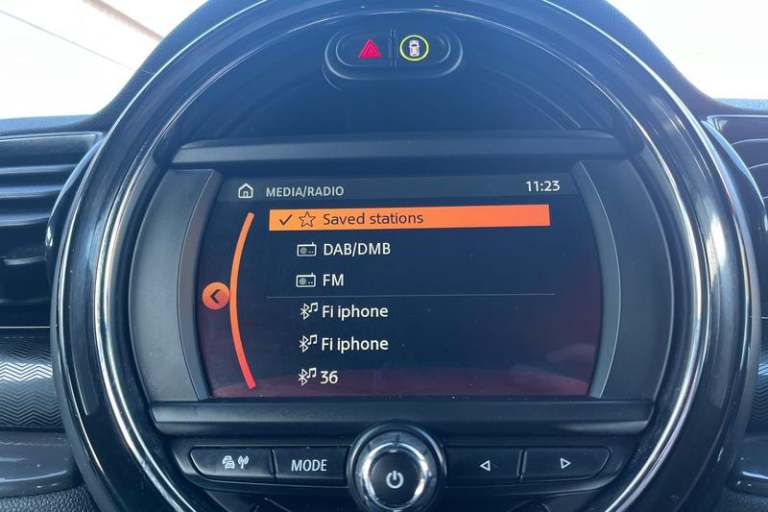 MEDIA/RADIO 11:23
Saved stations
DAB/DMB
FM
Fi iphone
Fi iphone
36
MODE